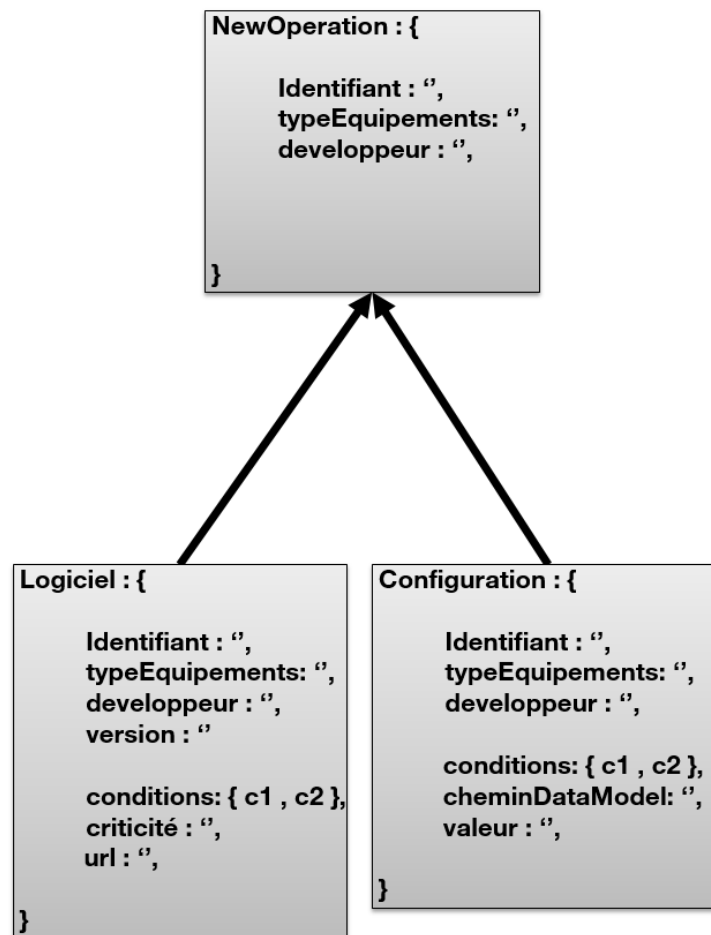 NewOperation : {
Identifiant : ‘’,
typeEquipements: ‘’,
developpeur : ‘’,
}
Logiciel : {
Identifiant : ‘’,
typeEquipements: ‘’,
developpeur : ‘’,
version : ‘’
conditions: { c1 , c2 },
criticité : ‘’,
url : ‘’,
}
Configuration : {
Identifiant : ‘’,
typeEquipements: ‘’,
developpeur : ‘’,
conditions: { c1 , c2 },
cheminDataModel: ‘’,
valeur : ‘’,
}